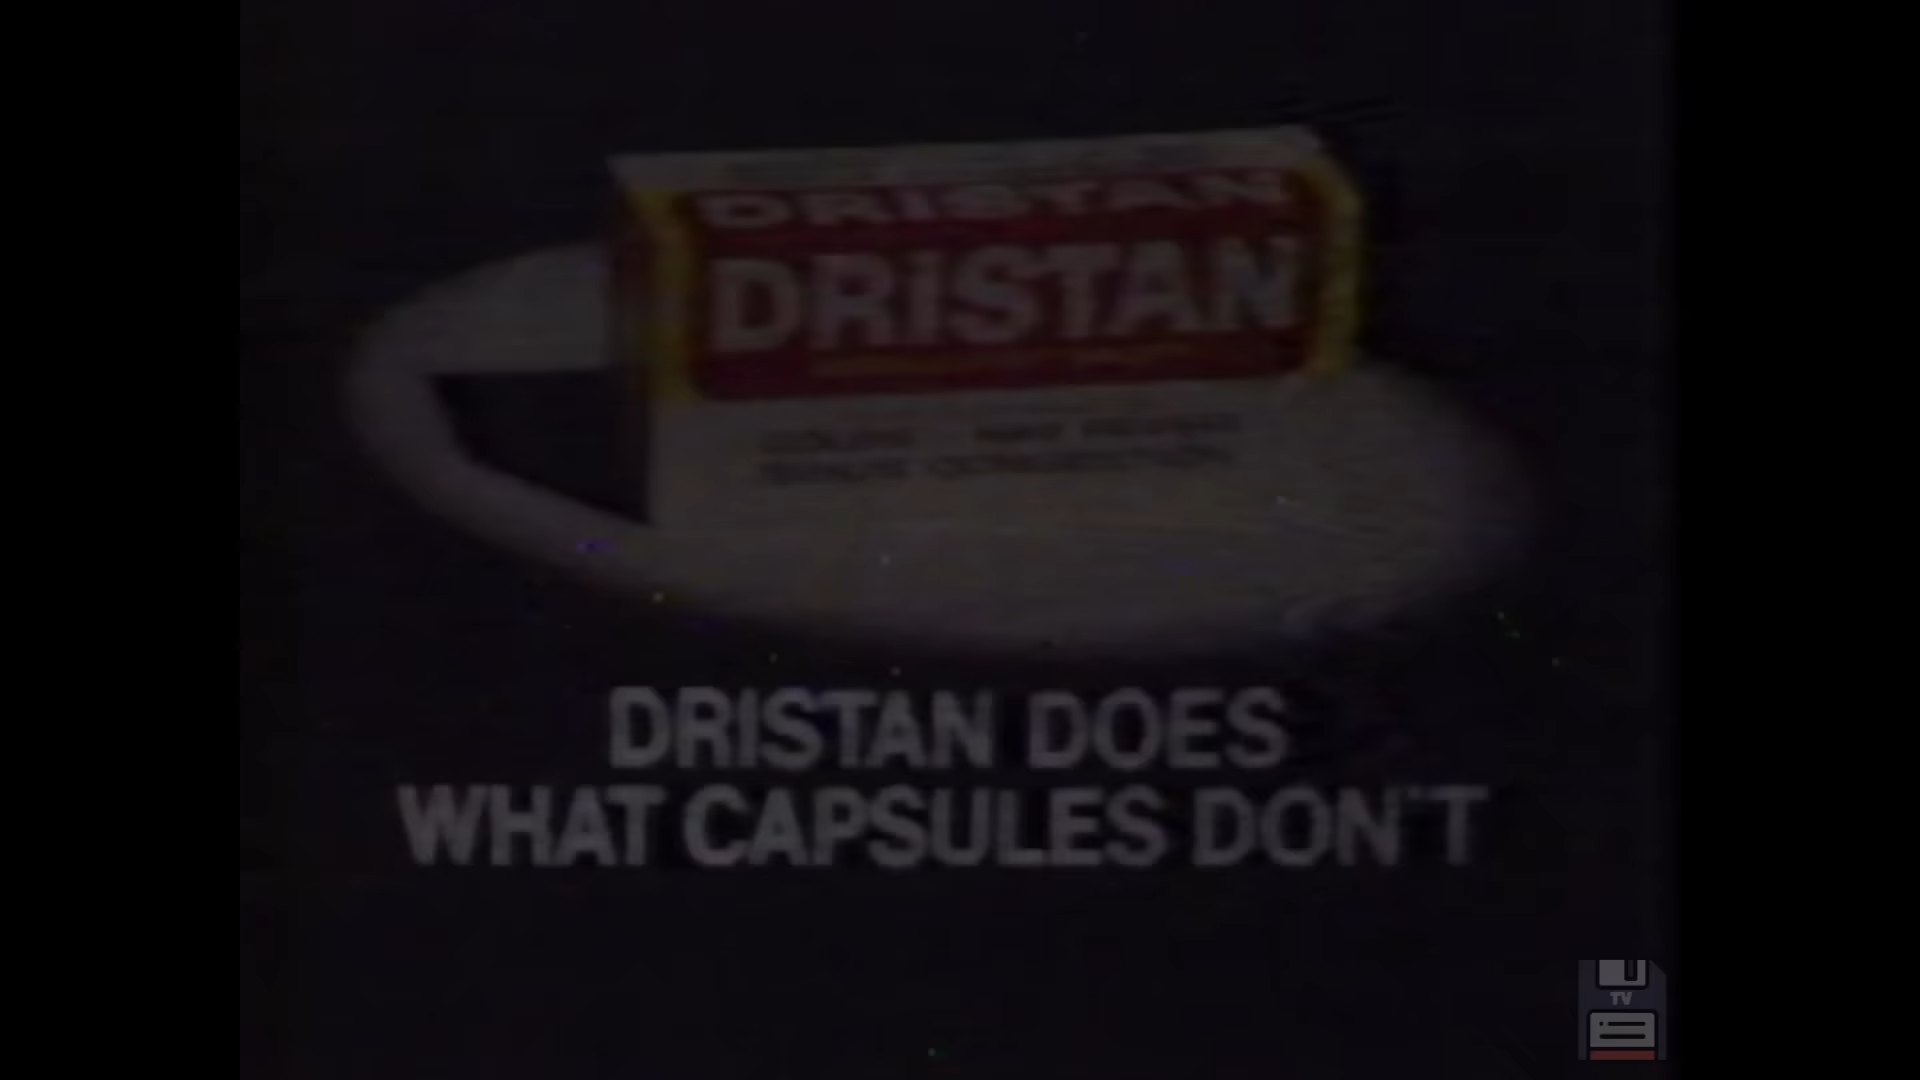 DRISTAN
DRISTAN
DRISTAN DOES
WHAT CAPSULES DON'T
TV